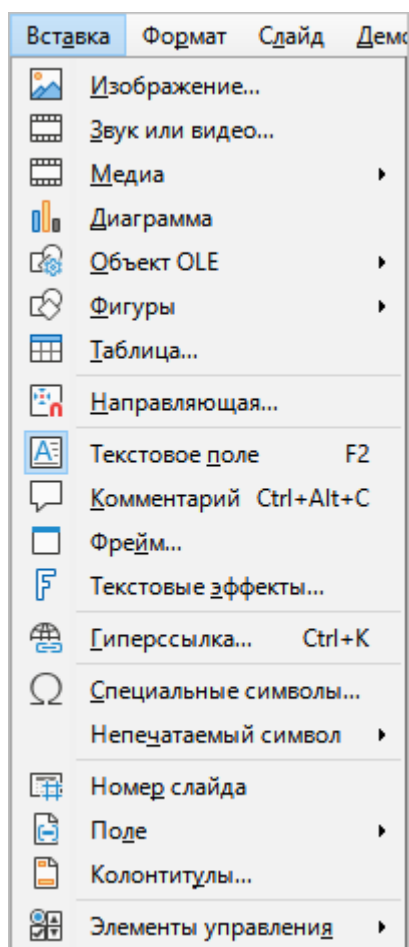 Вставка Формат Слайд Демо
Изображение...
Звук или видео...
Медиа
Диаграмма
Объект OLE
Фигуры
Таблица...
Направляющая...
Текстовое поле F2
Комментарий Ctrl+Alt+C
Фрейм...
Текстовые эффекты...
Гиперссылка... Ctrl+K
Специальные символы...
Непечатаемый символ
Номер слайда
Поле
Колонтитулы...
Элементы управления